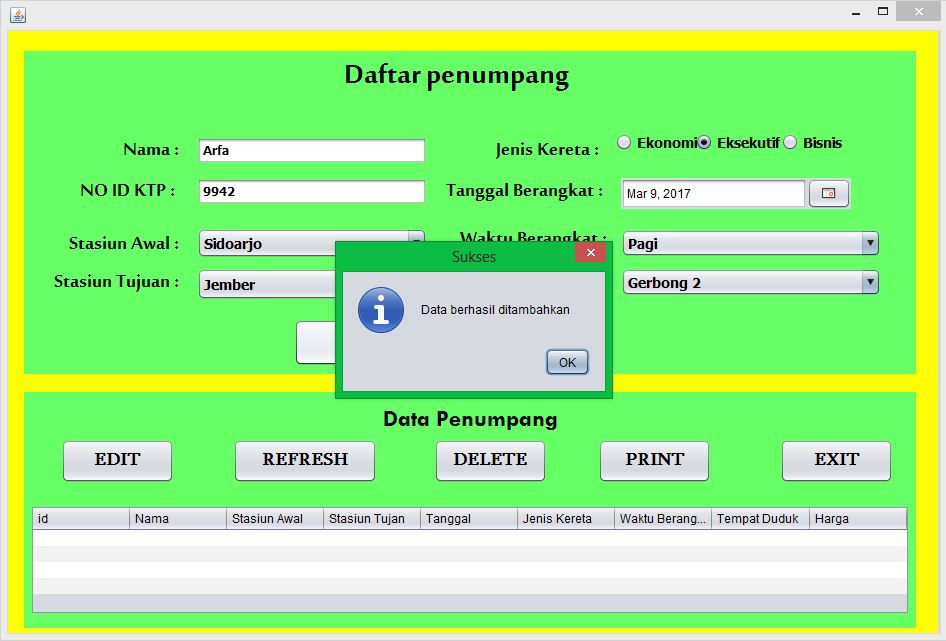 Daftar penumpang
Nama :
Arfa
Jenis Kereta :
Ekonomi
Eksekutif
Bisnis
NO ID KTP :
9942
Tanggal Berangkat :
Mar 9, 2017
Stasiun Awal :
Sidoarjo
Waktu Berangkat :
Pagi
Stasiun Tujuan :
Jember
Gerbong 2
Sukses
Data berhasil ditambahkan
OK
Data Penumpang
EDIT
REFRESH
DELETE
PRINT
EXIT
id
Nama
Stasiun Awal
Stasiun Tujan
Tanggal
Jenis Kereta
Waktu Berang...
Tempat Duduk
Harga